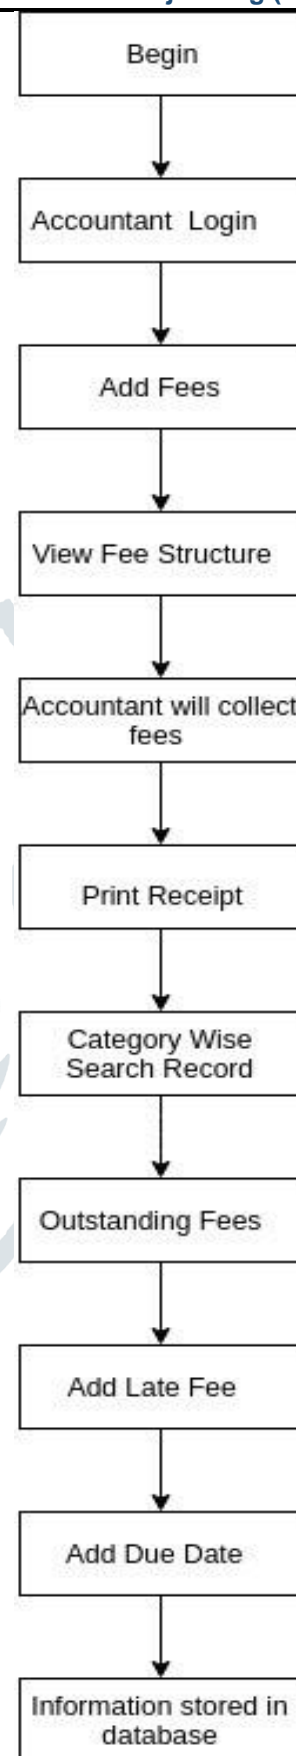 Begin
Accountant Login
Add Fees
View Fee Structure
Accountant will collect
fees
Print Receipt
Category Wise
Search Record
Outstanding Fees
Add Late Fee
Add Due Date
Information stored in
database